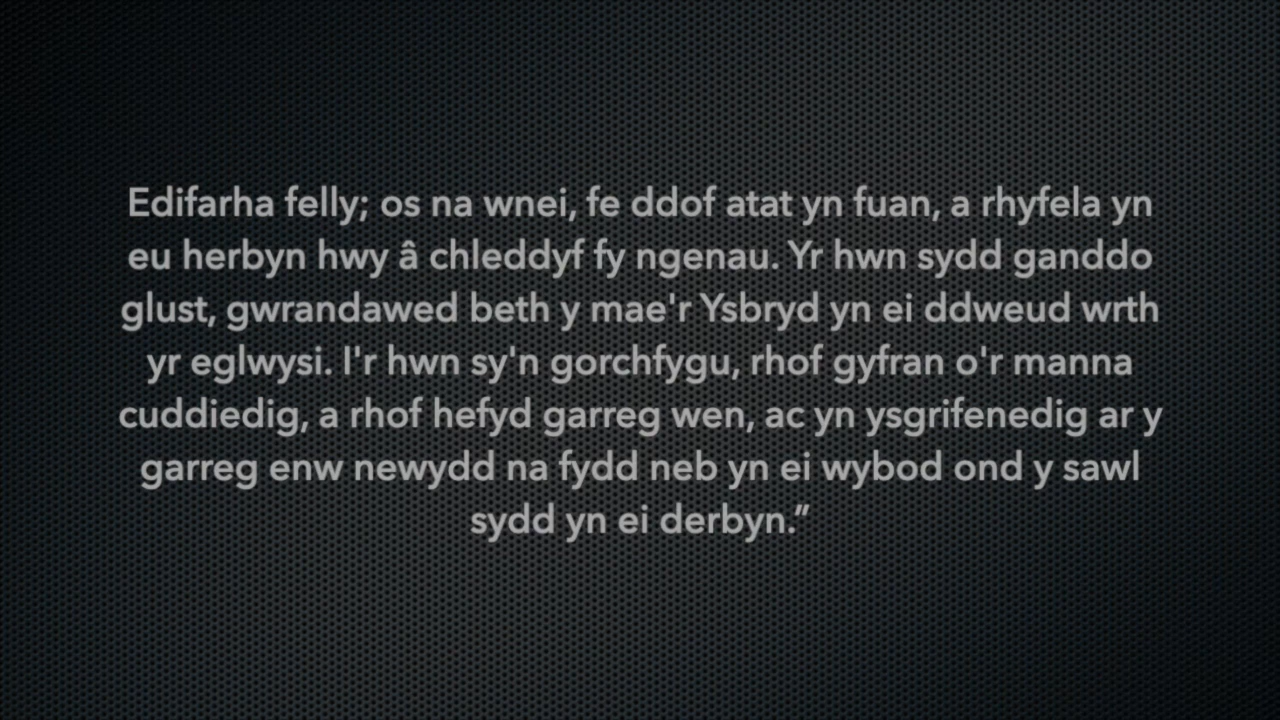 Edifarha felly; os na wnei, fe ddof atat yn fuan, a rhyfela yn
eu herbyn hwy â chleddyf fy ngenau. Yr hwn sydd ganddo
glust, gwrandawed beth y mae'r Ysbryd yn ei ddweud wrth
yr eglwysi. I'r hwn sy'n gorchfygu, rhof gyfran o'r manna
cuddiedig, a rhof hefyd garreg wen, ac yn ysgrifenedig ar y
garreg enw newydd na fydd neb yn ei wybod ond y sawl
sydd yn ei derbyn.”